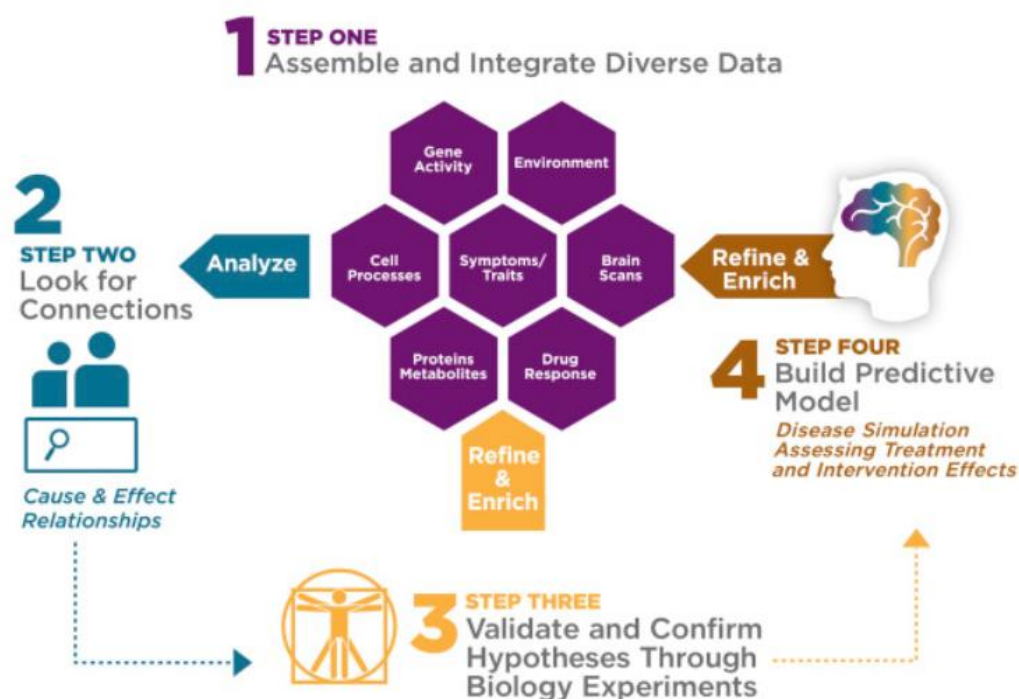 1 STEP ONE
Assemble and Integrate Diverse Data
Gene
Activity
Environment
Cell
Processes
Symptoms/
Traits
Brain
Scans
Proteins
Metabolites
Drug
Response
Analyze
2
STEP TWO
Look for
Connections
Cause & Effect
Relationships
Refine
&
Enrich
3 STEP THREE
Validate and Confirm
Hypotheses Through
Biology Experiments
Refine &
Enrich
4 STEP FOUR
Build Predictive
Model
Disease Simulation
Assessing Treatment
and Intervention Effects